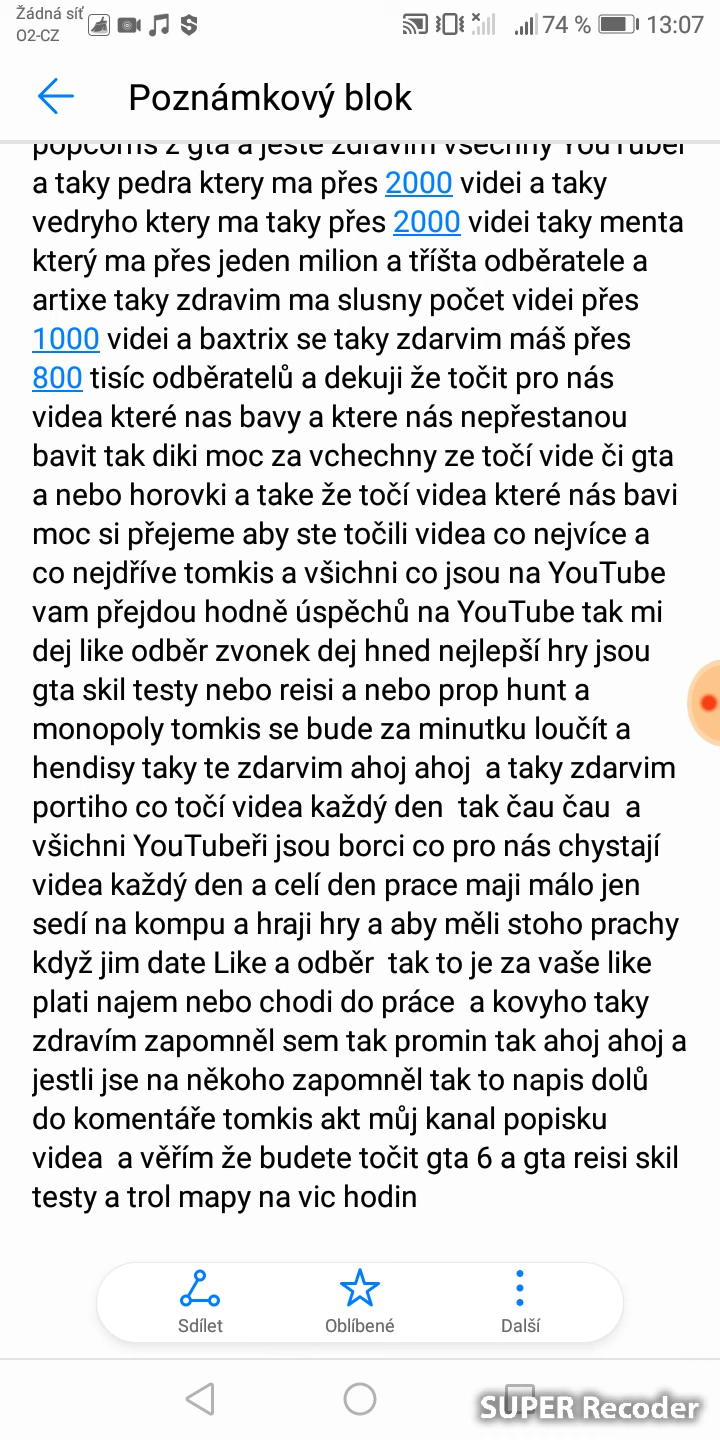 Žádná síť
O2-CZ
74 %
13:07
Poznámkový blok
popcorns z gta a ještě zdravím všechny YouTuber
a taky pedra ktery ma přes 2000 videi a taky
vedryho ktery ma taky přes 2000 videi taky menta
který ma přes jeden milion a tříšta odběratele a
artixe taky zdravim ma slusny počet videi přes
1000 videi a baxtrix se taky zdarvim máš přes
800 tisíc odběratelů a dekuji že točit pro nás
videa které nas bavy a ktere nás nepřestanou
bavit tak diki moc za vchechny ze točí vide či gta
a nebo horovki a take že točí videa které nás bavi
moc si přejeme aby ste točili videa co nejvíce a
co nejdříve tomkis a všichni co jsou na YouTube
vam přejdou hodně úspěchů na YouTube tak mi
dej like odběr zvonek dej hned nejlepší hry jsou
gta skil testy nebo reisi a nebo prop hunt a
monopoly tomkis se bude za minutku loučít a
hendisy taky te zdarvim ahoj ahoj  a taky zdarvim
portiho co točí videa každý den  tak čau čau  a
všichni YouTubeři jsou borci co pro nás chystají
videa každý den a celí den prace maji málo jen
sedí na kompu a hraji hry a aby měli stoho prachy
když jim date Like a odběr  tak to je za vaše like
plati najem nebo chodi do práce  a kovyho taky
zdravím zapomněl sem tak promin tak ahoj ahoj a
jestli jse na někoho zapomněl tak to napis dolů
do komentáře tomkis akt můj kanal popisku
videa  a věřím že budete točit gta 6 a gta reisi skil
testy a trol mapy na vic hodin
Sdílet
Oblíbené
Další
SUPER Recoder